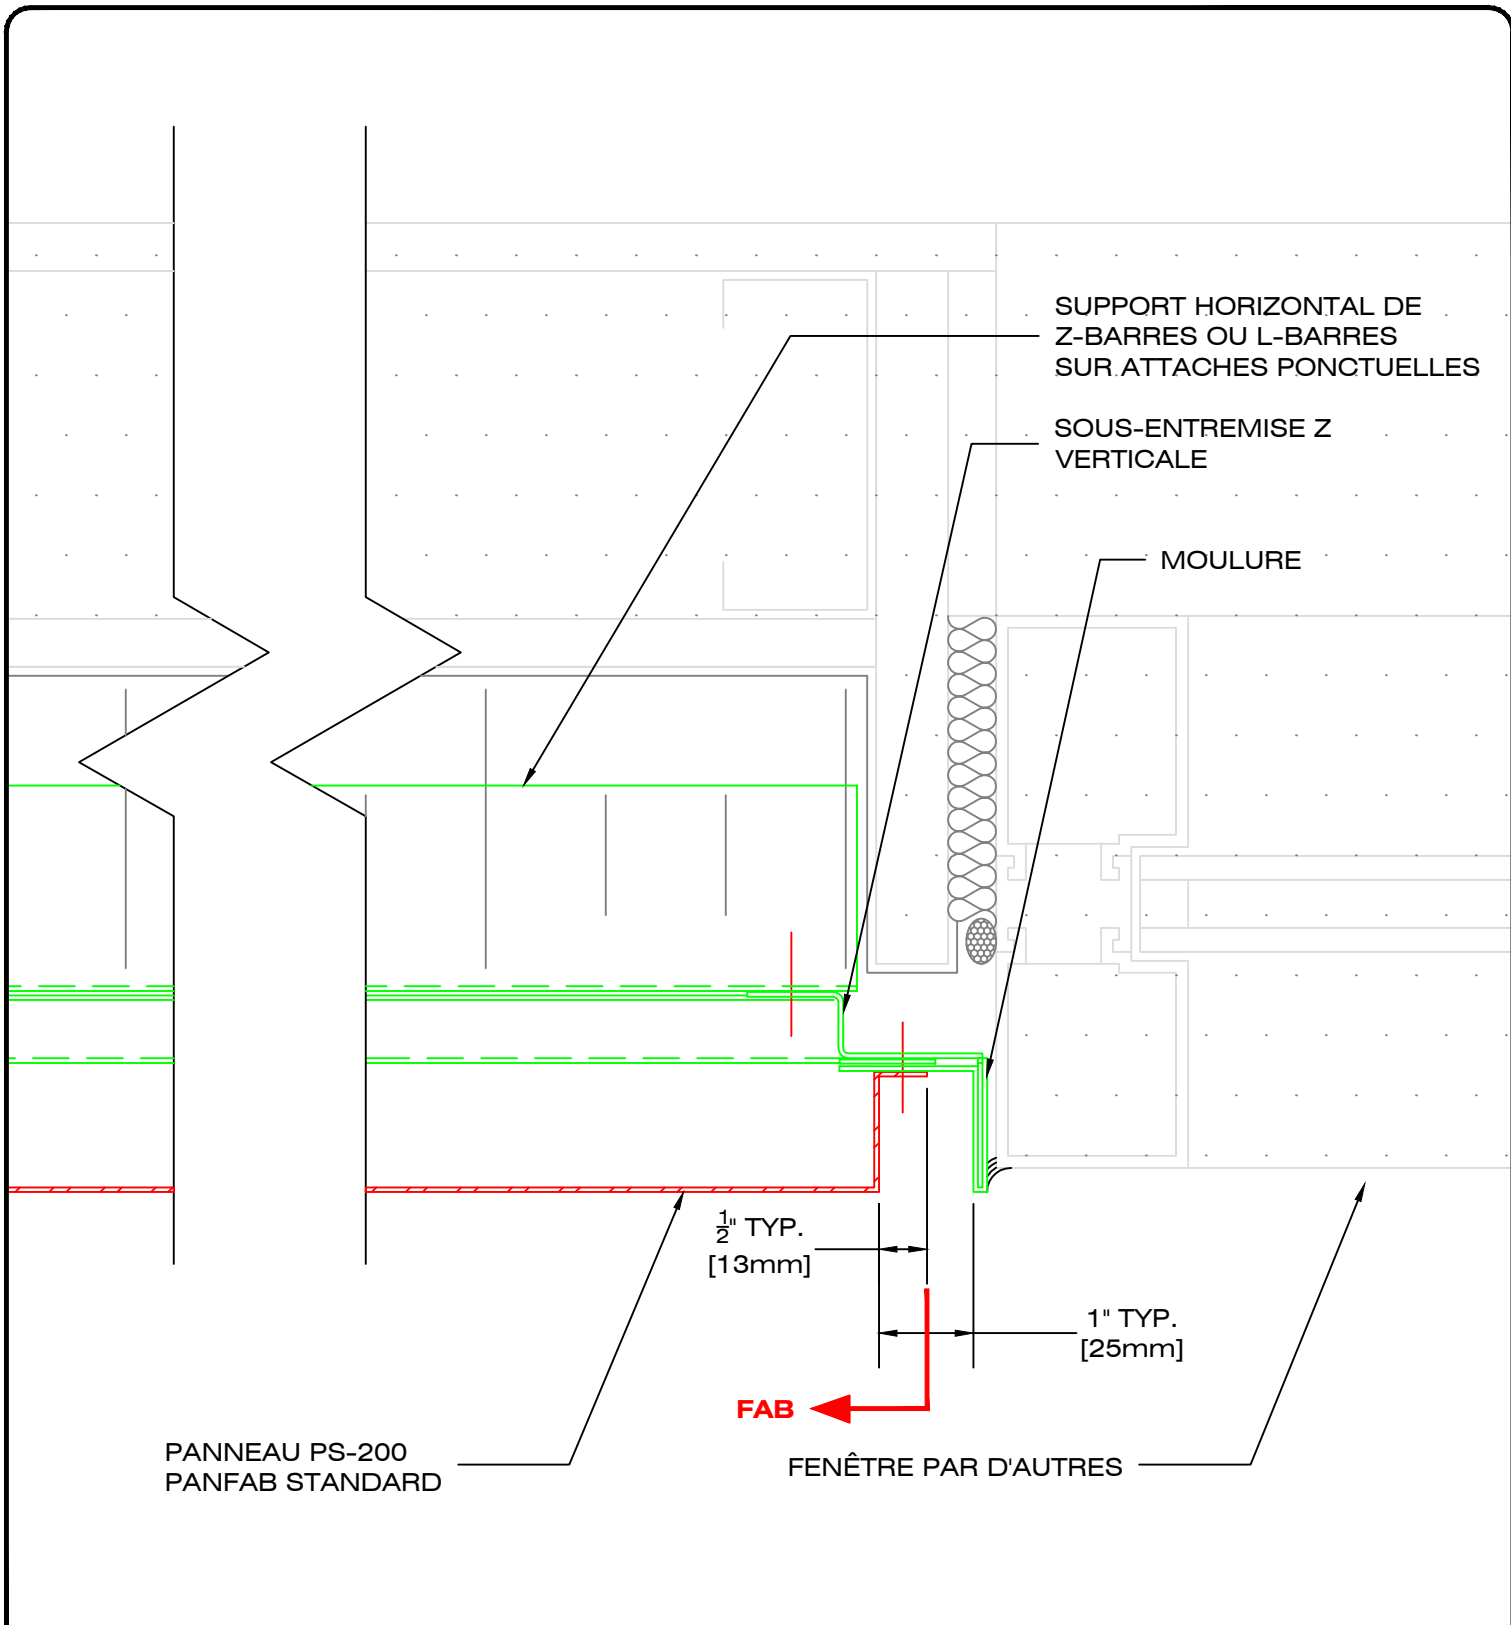 SUPPORT HORIZONTAL DE
Z-BARRES OU L-BARRES
SUR ATTACHES PONCTUELLES
SOUS-ENTREMISE Z
VERTICALE
MOULURE
1/2" TYP.
[13mm]
1" TYP.
[25mm]
FAB
PANNEAU PS-200
PANFAB STANDARD
FENÊTRE PAR D'AUTRES